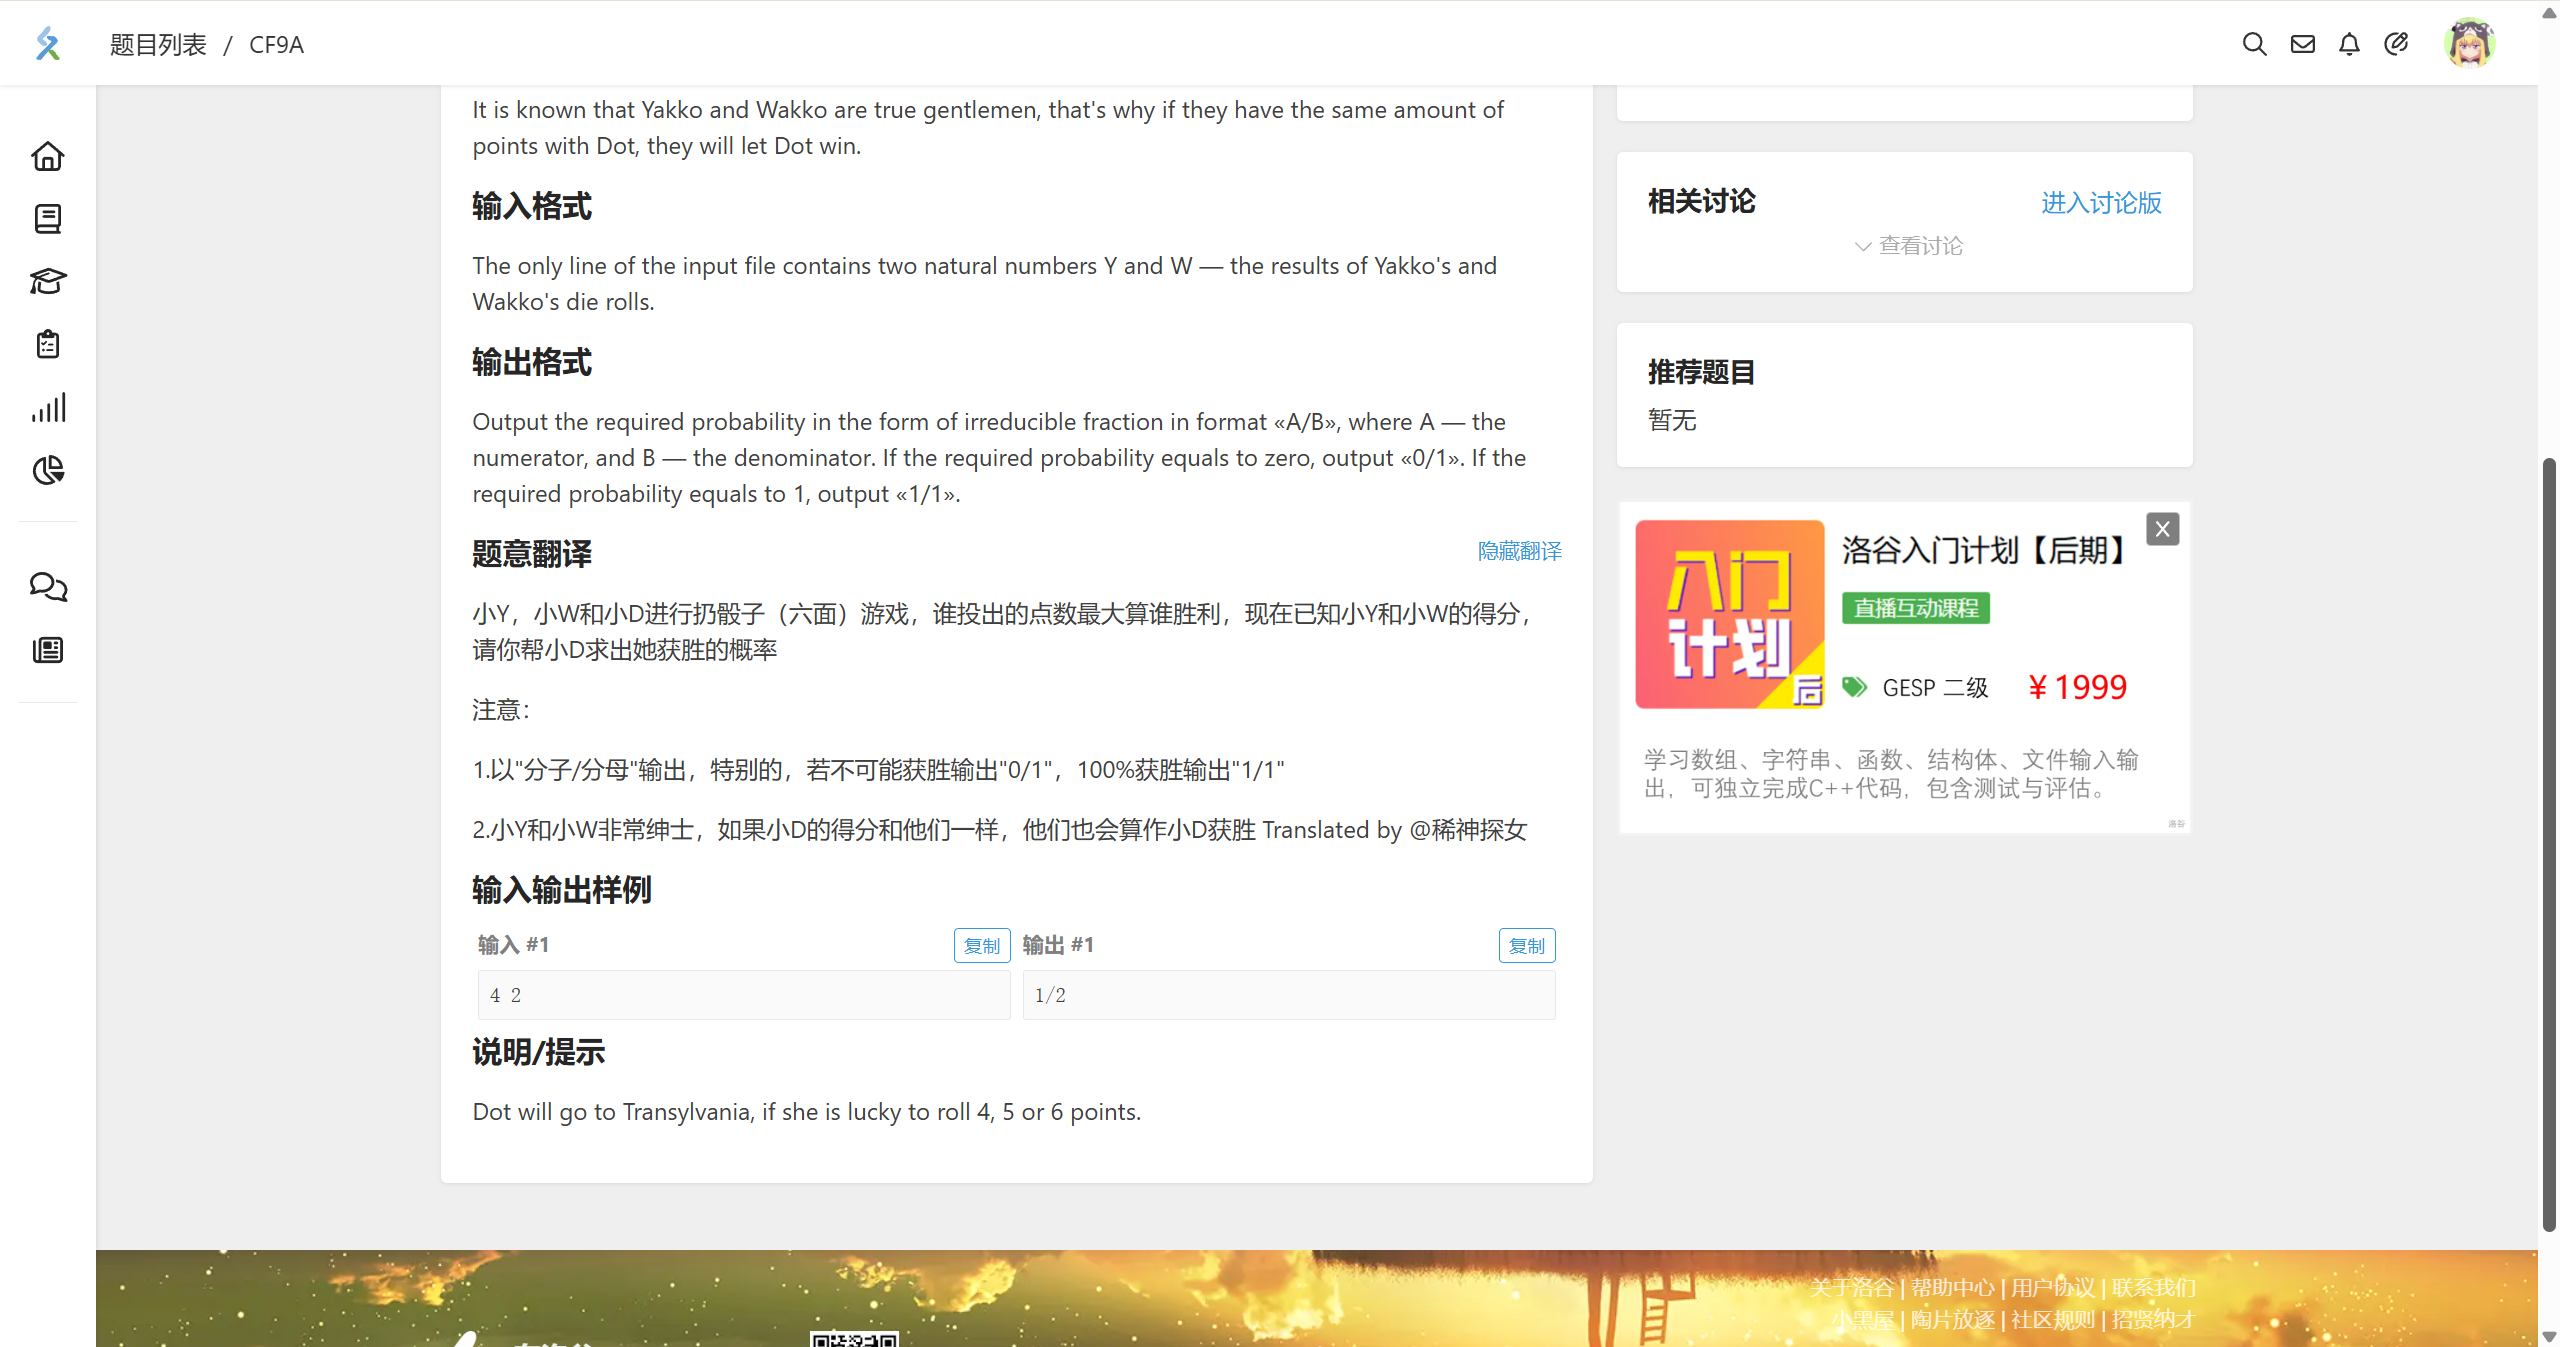 题目列表 / CF9A
It is known that Yakko and Wakko are true gentlemen, that's why if they have the same amount of
points with Dot, they will let Dot win.
输入格式
The only line of the input file contains two natural numbers Y and W — the results of Yakko's and
Wakko's die rolls.
输出格式
Output the required probability in the form of irreducible fraction in format «A/B», where A — the
numerator, and B — the denominator. If the required probability equals to zero, output «0/1». If the
required probability equals to 1, output «1/1».
题意翻译
隐藏翻译
小Y，小W和小D进行扔骰子（六面）游戏，谁投出的点数最大算谁胜利，现在已知小Y和小W的得分，
请你帮小D求出她获胜的概率
注意：
1.以"分子/分母"输出，特别的，若不可能获胜输出"0/1"，100%获胜输出"1/1"
2.小Y和小W非常绅士，如果小D的得分和他们一样，他们也会算作小D获胜 Translated by @稀神探女
输入输出样例
输入 #1
复制
输出 #1
复制
4 2
1/2
说明/提示
Dot will go to Transylvania, if she is lucky to roll 4, 5 or 6 points.
相关讨论
进入讨论版
查看讨论
推荐题目
暂无
入门
计划
后
洛谷入门计划【后期】
X
直播互动课程
GESP 二级
￥1999
学习数组、字符串、函数、结构体、文件输入输
出，可独立完成C++代码，包含测试与评估。
洛谷
关于洛谷 | 帮助中心 | 用户协议 | 联系我们
小黑屋 | 陶片放逐 | 社区规则 | 招贤纳才